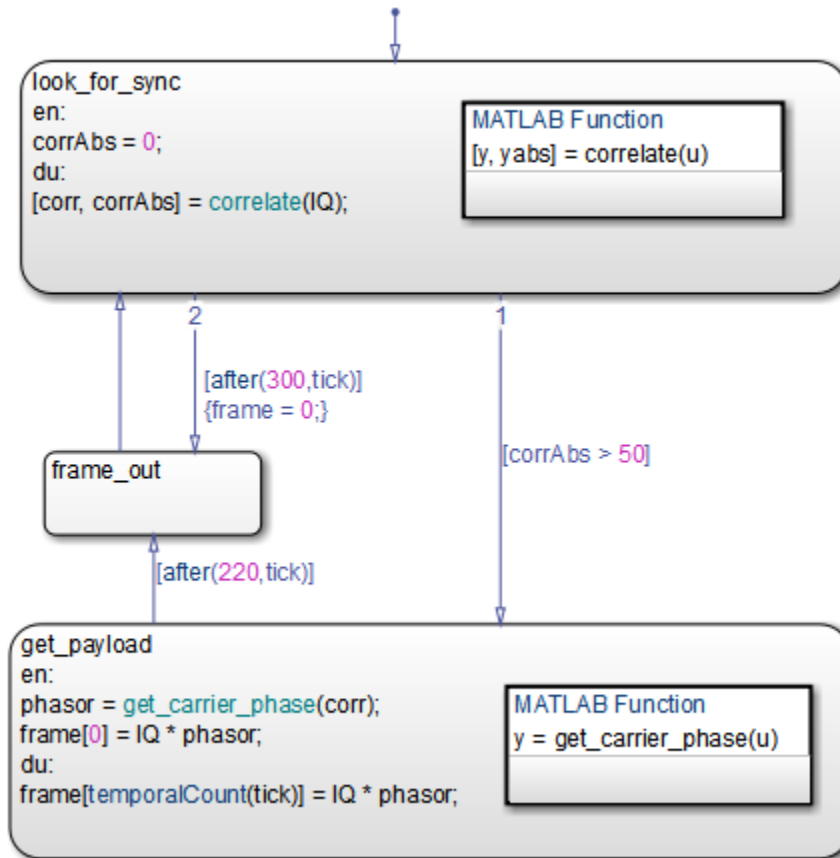 look_for_sync
en:
corrAbs = 0;
du:
[corr, corrAbs] = correlate(IQ);
MATLAB Function
[y, yabs] = correlate(u)
2
1
[after(300,tick)]
{frame = 0;}
[corrAbs > 50]
frame_out
[after(220,tick)]
get_payload
en:
phasor = get_carrier_phase(corr);
frame[0] = IQ * phasor;
du:
frame[temporalCount(tick)] = IQ * phasor;
MATLAB Function
y = get_carrier_phase(u)